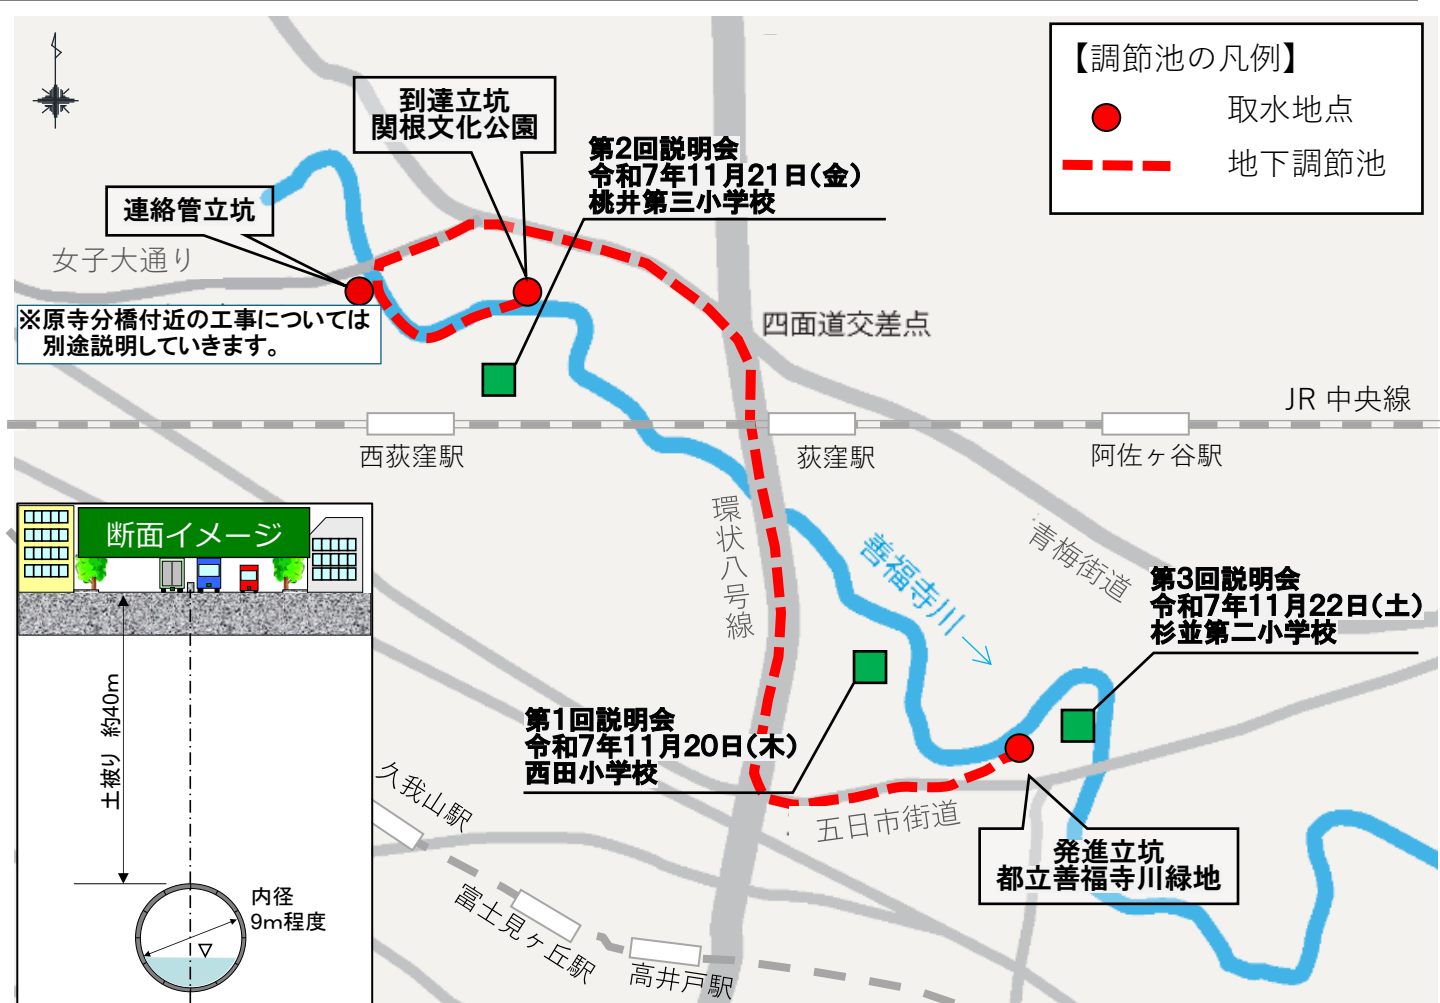 【調節池の凡例】
取水地点
地下調節池
到達立坑
関根文化公園
第2回説明会
令和7年11月21日(金)
桃井第三小学校
連絡管立坑
女子大通り
※原寺分橋付近の工事については
別途説明していきます。
四面道交差点
JR 中央線
西荻窪駅
荻窪駅
阿佐ヶ谷駅
環状八号線
青梅街道
善福寺川→
断面イメージ
土被り 約40m
内径
9m程度
第3回説明会
令和7年11月22日(土)
杉並第二小学校
第1回説明会
令和7年11月20日(木)
西田小学校
久我山駅
五日市街道
発進立坑
都立善福寺川緑地
富士見ヶ丘駅
高井戸駅